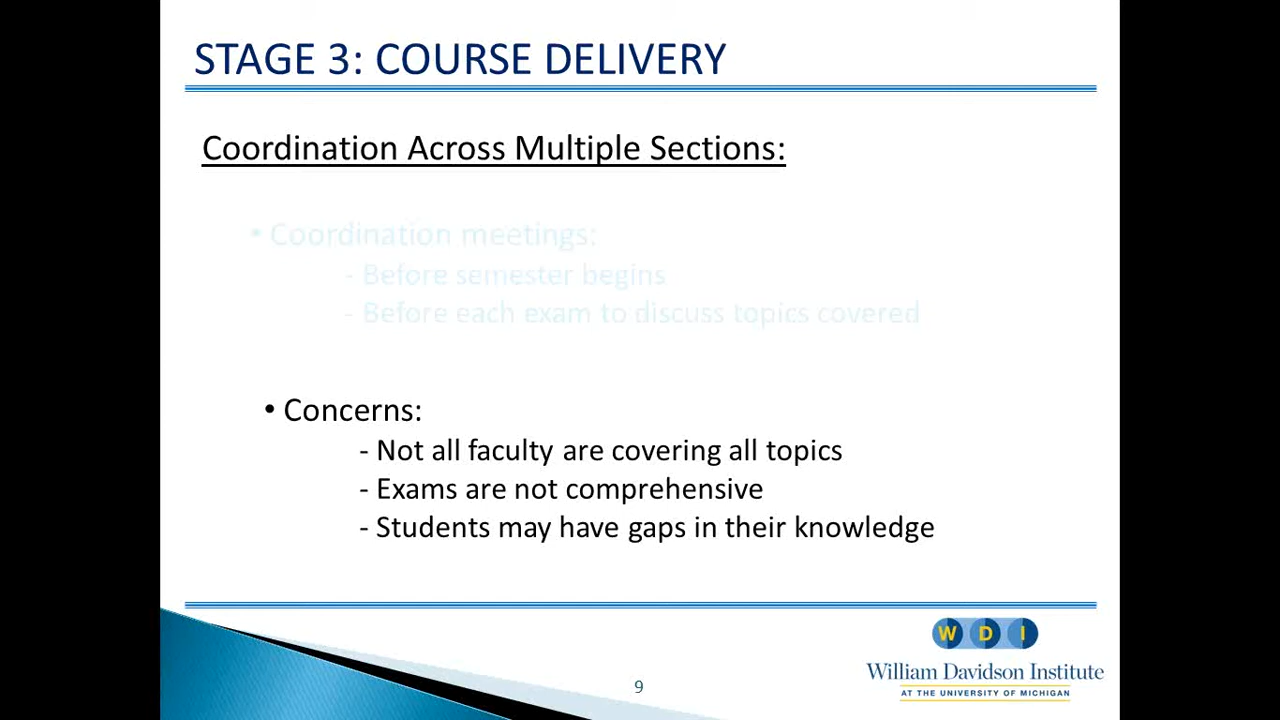 STAGE 3: COURSE DELIVERY
Coordination Across Multiple Sections:
• Coordination meetings:
- Before semester begins
- Before each exam to discuss topics covered
• Concerns:
- Not all faculty are covering all topics
- Exams are not comprehensive
- Students may have gaps in their knowledge
9
W D I
William Davidson Institute
AT THE UNIVERSITY OF MICHIGAN